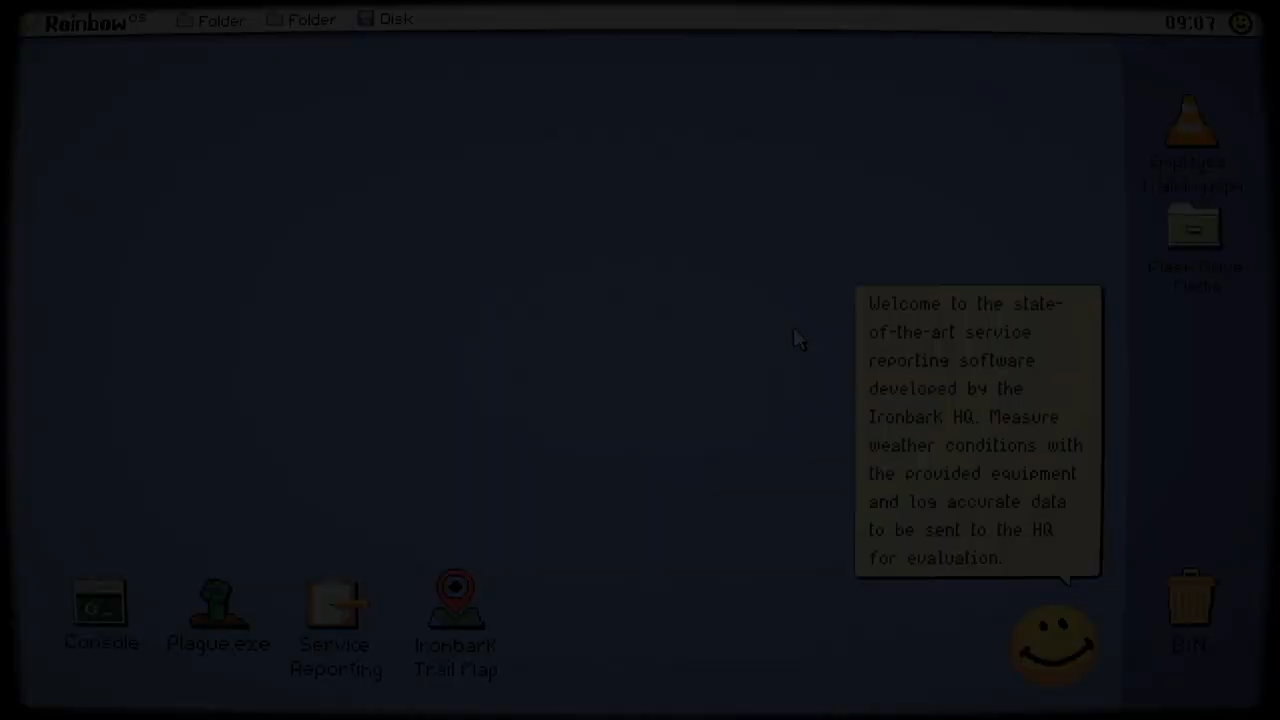 Rainbow OS
Folder
Folder
Disk
09:07
Employee
Welcome to the state-
of-the-art service
reporting software
developed by the
Ironbark HQ. Measure
weather conditions with
the provided equipment
and log accurate data
to be sent to the HQ
for evaluation.
Console
Plague.exe
Service
Reporting
Ironbark
Trail Map
BIN